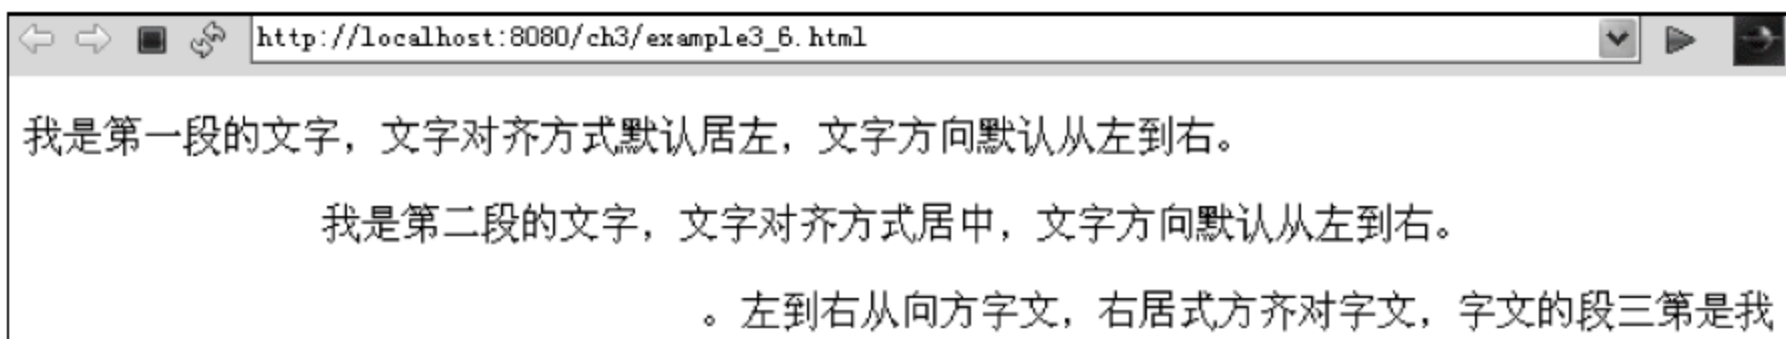 http://localhost:8080/ch3/example3_6.html
我是第一段的文字，文字对齐方式默认居左，文字方向默认从左到右。
我是第二段的文字，文字对齐方式居中，文字方向默认从左到右。
。左到右从向方字文，右居式方齐对字文，字文的段三第是我